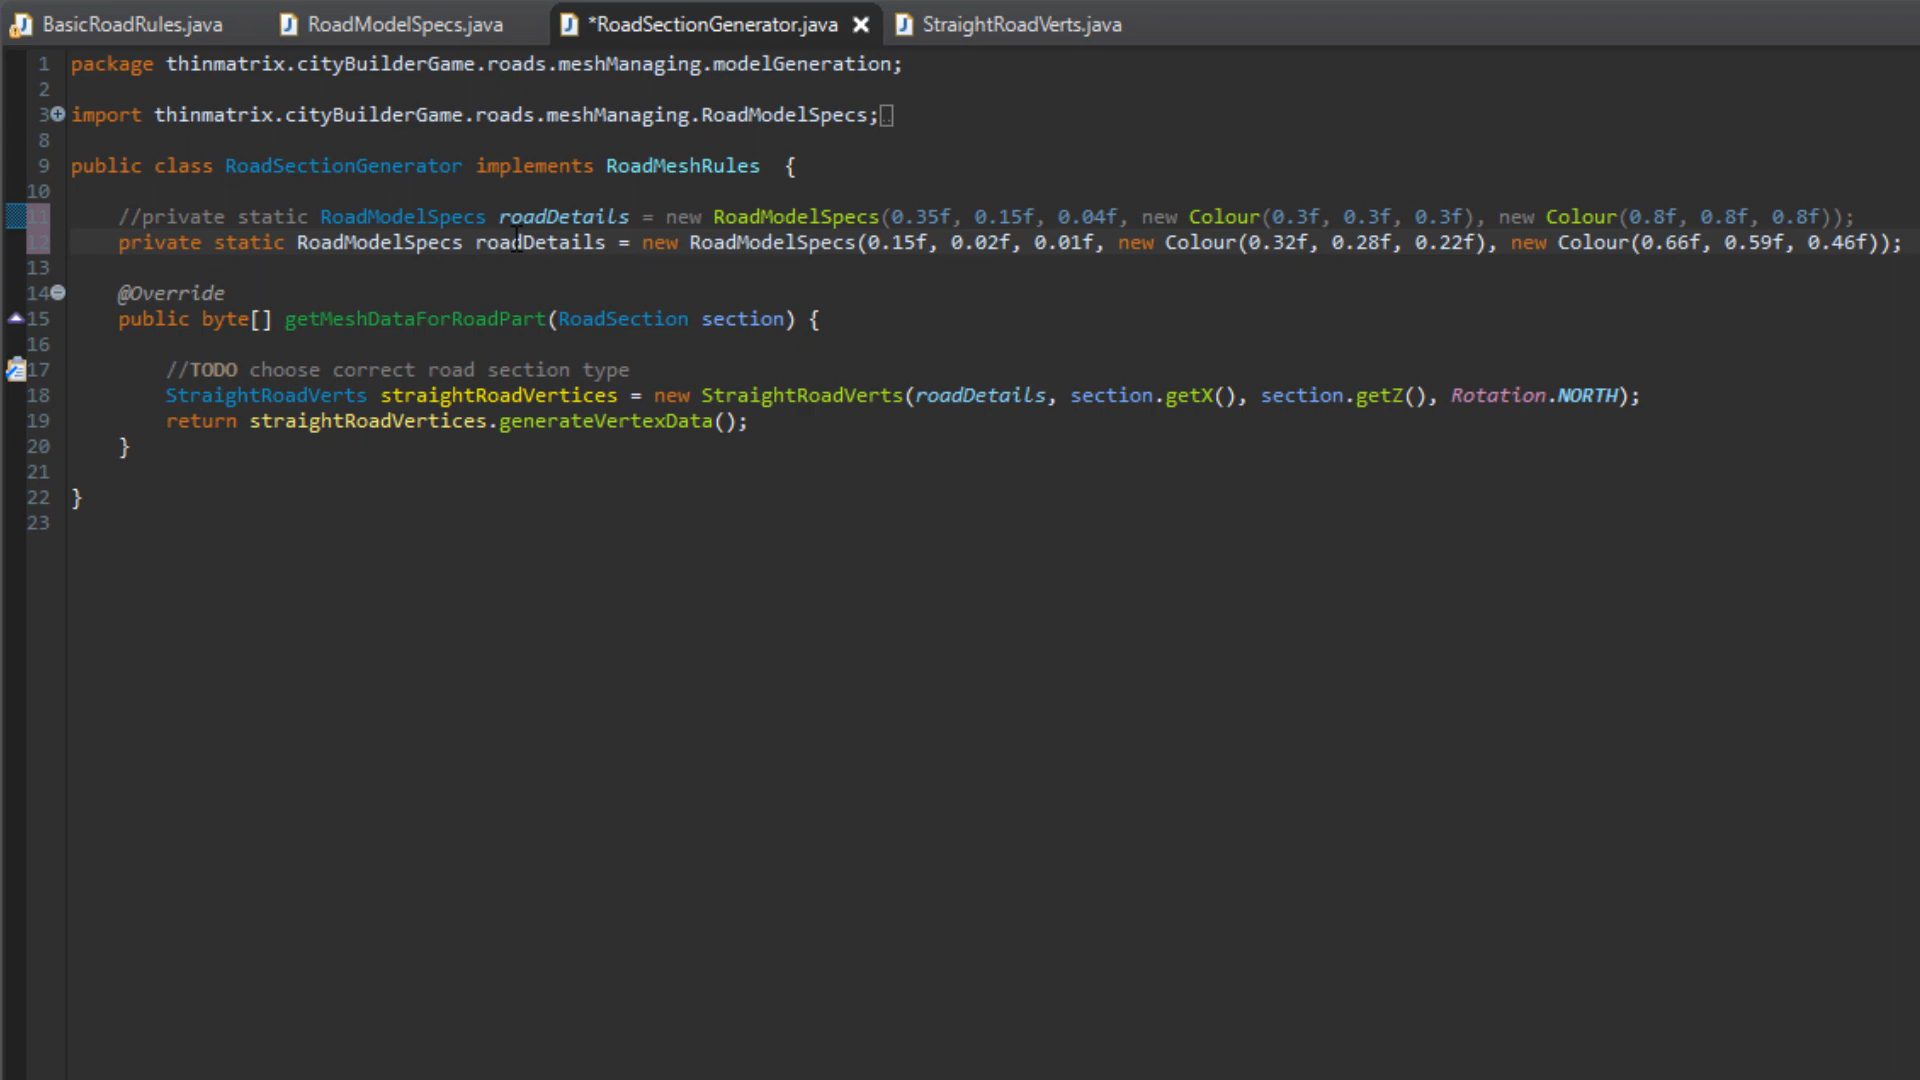 BasicRoadRules.java RoadModelSpecs.java *RoadSectionGenerator.java StraightRoadVerts.java
1 package thinmatrix.cityBuilderGame.roads.meshManaging.modelGeneration;
2
3 import thinmatrix.cityBuilderGame.roads.meshManaging.RoadModelSpecs;
8
9 public class RoadSectionGenerator implements RoadMeshRules {
10
11 //private static RoadModelSpecs roadDetails = new RoadModelSpecs(0.35f, 0.15f, 0.04f, new Colour(0.3f, 0.3f, 0.3f), new Colour(0.8f, 0.8f, 0.8f));
12 private static RoadModelSpecs roadDetails = new RoadModelSpecs(0.15f, 0.02f, 0.01f, new Colour(0.32f, 0.28f, 0.22f), new Colour(0.66f, 0.59f, 0.46f));
13
14 @Override
15 public byte[] getMeshDataForRoadPart(RoadSection section) {
16
17 //TODO choose correct road section type
18 StraightRoadVerts straightRoadVertices = new StraightRoadVerts(roadDetails, section.getX(), section.getZ(), Rotation.NORTH);
19 return straightRoadVertices.generateVertexData();
20 }
21
22 }
23